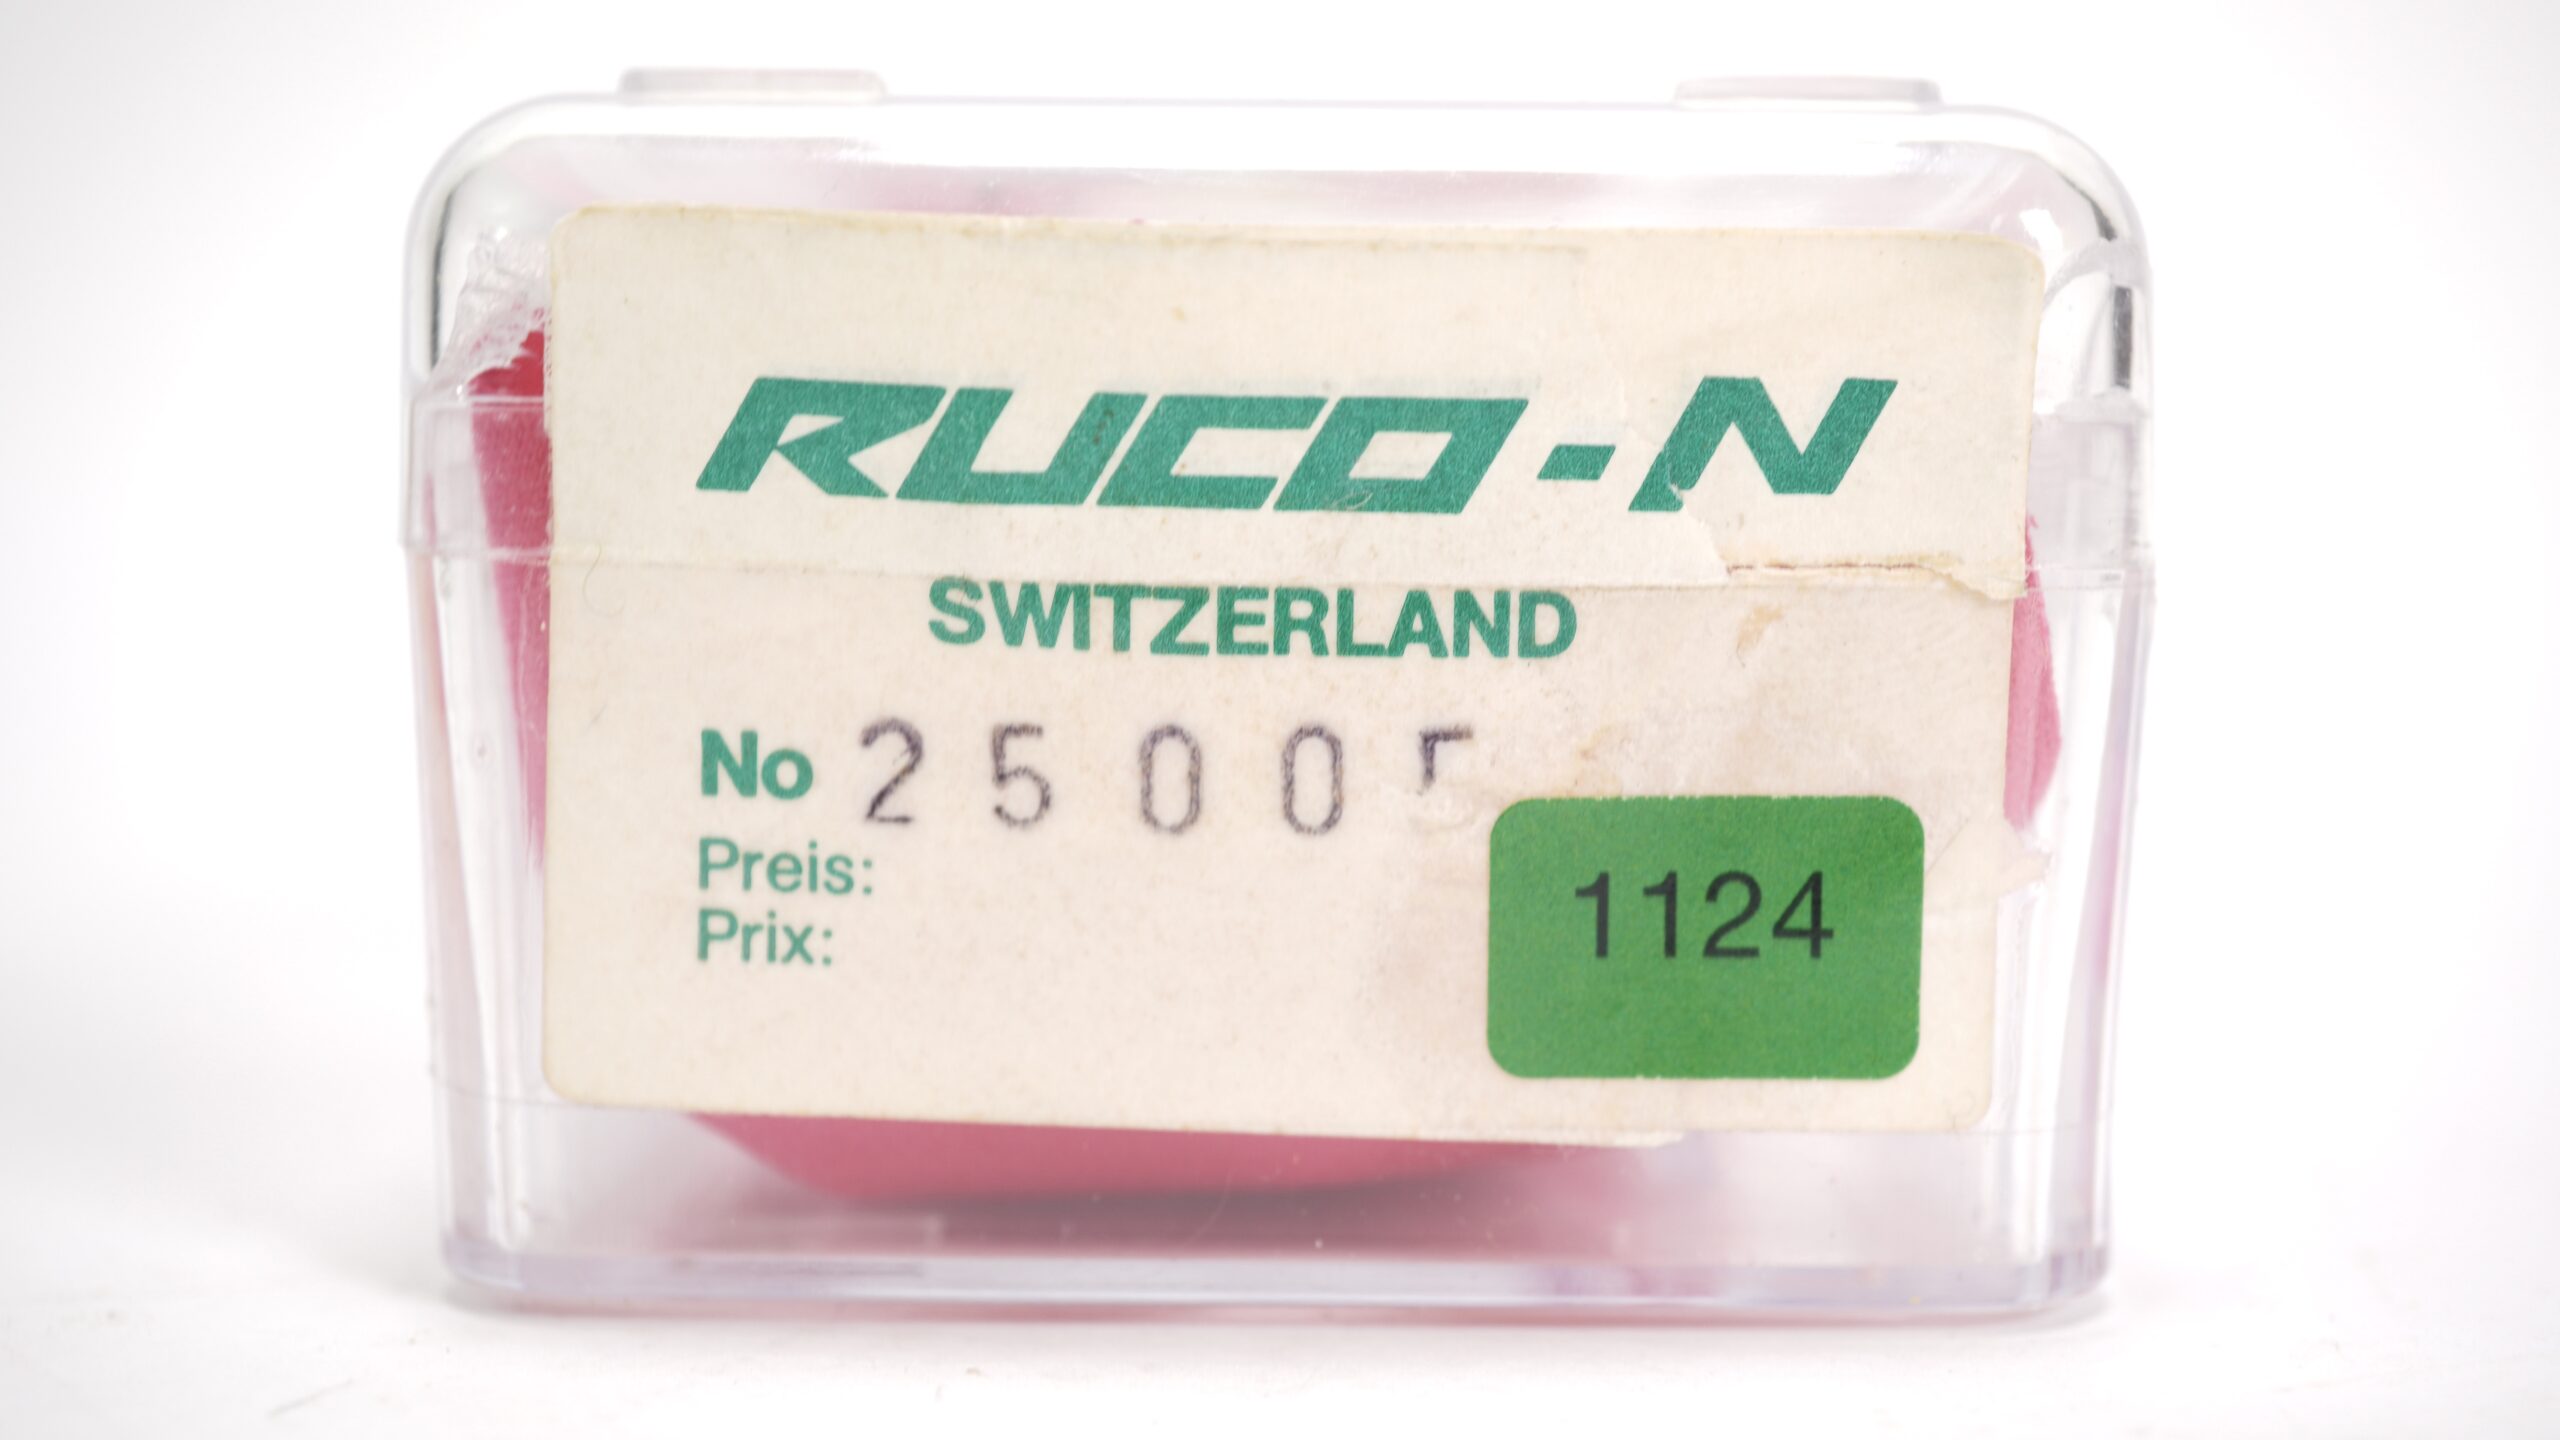 RUCO-N
SWITZERLAND
No 2500
Preis:
Prix:
1124